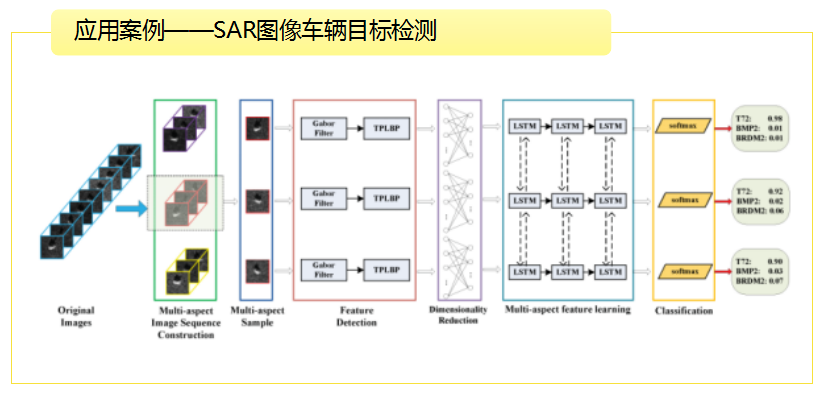 应用案例——SAR图像车辆目标检测
Gabor
Filter
TPLBP
LSTM
LSTM
LSTM
softmax
T72: 0.98
BMP2: 0.01
BRDM2: 0.01
Gabor
Filter
TPLBP
LSTM
LSTM
LSTM
softmax
T72: 0.92
BMP2: 0.02
BRDM2: 0.06
Gabor
Filter
TPLBP
LSTM
LSTM
LSTM
softmax
T72: 0.90
BMP2: 0.03
BRDM2: 0.07
Original
Images
Multi-aspect
Image Sequence
Construction
Multi-aspect
Sample
Feature
Detection
Dimensionality
Reduction
Multi-aspect feature learning
Classification